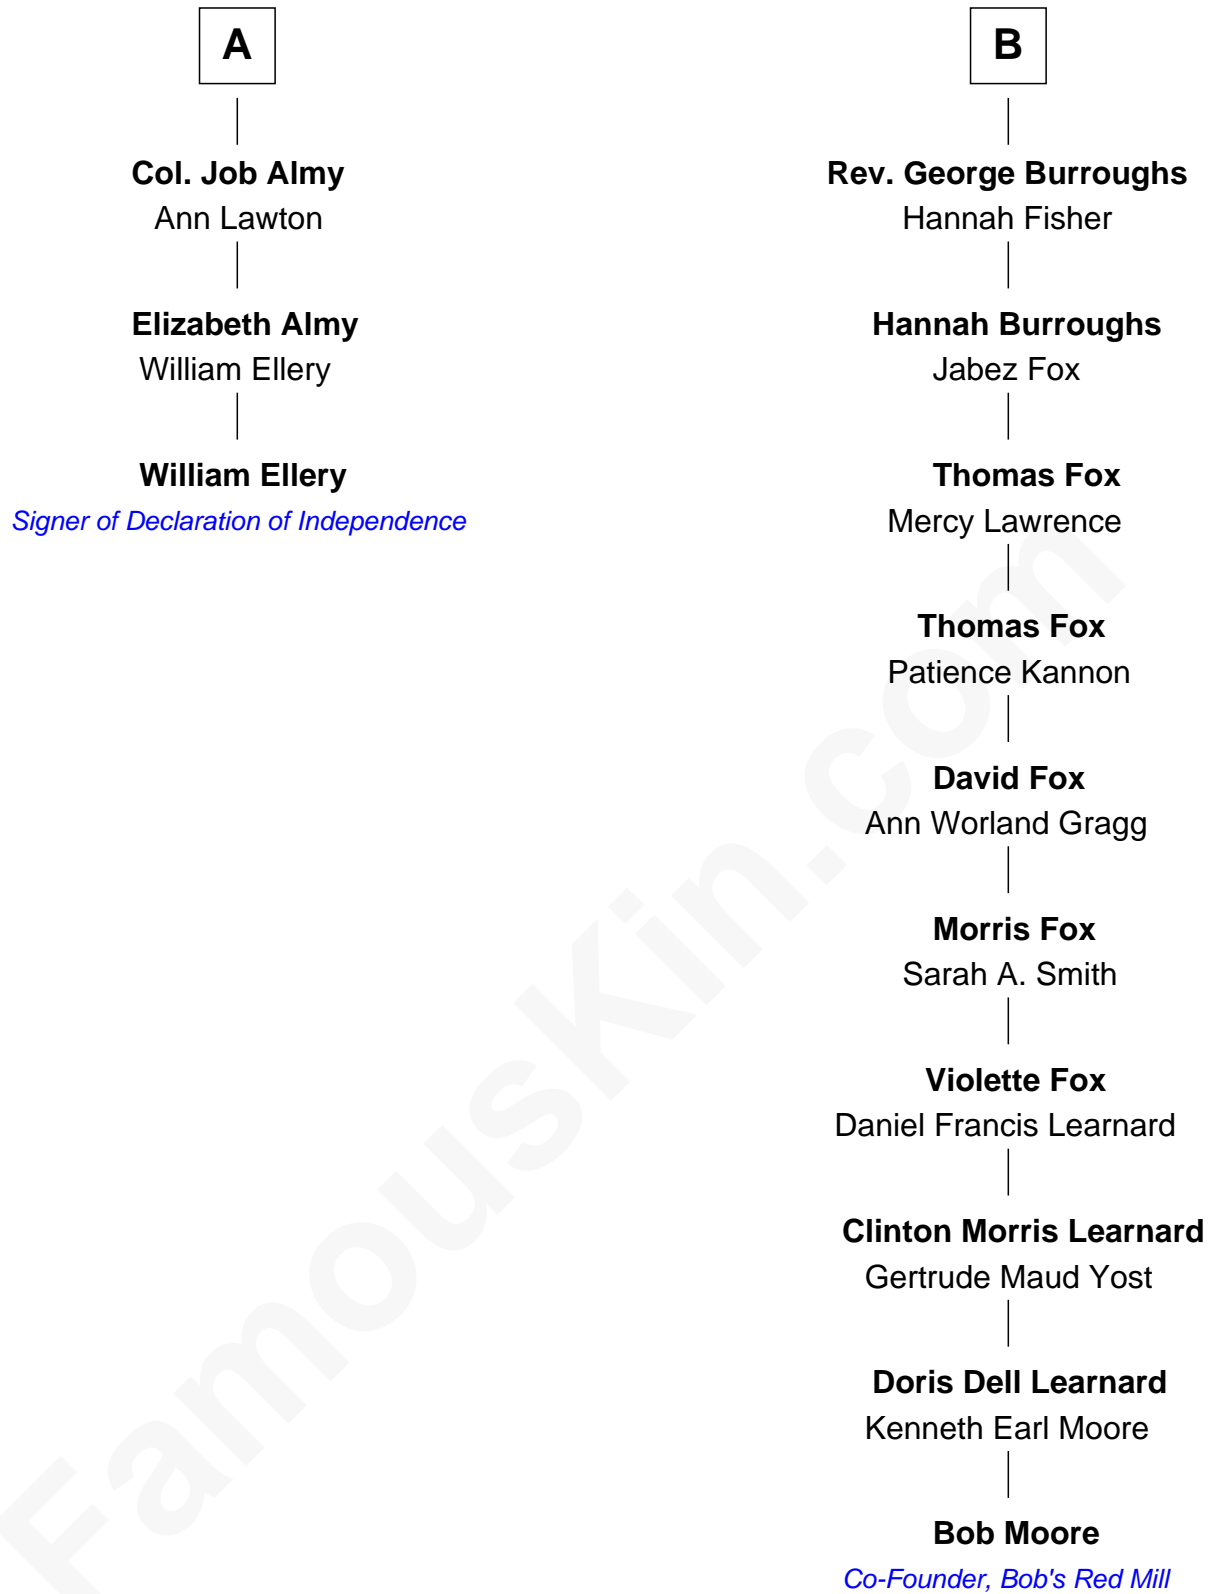 A
Col. Job Almy
Ann Lawton
Elizabeth Almy
William Ellery
William Ellery
Signer of Declaration of Independence
B
Rev. George Burroughs
Hannah Fisher
Hannah Burroughs
Jabez Fox
Thomas Fox
Mercy Lawrence
Thomas Fox
Patience Kannon
David Fox
Ann Worland Gragg
Morris Fox
Sarah A. Smith
Violette Fox
Daniel Francis Learnard
Clinton Morris Learnard
Gertrude Maud Yost
Doris Dell Learnard
Kenneth Earl Moore
Bob Moore
Co-Founder, Bob's Red Mill
FamousKin.com